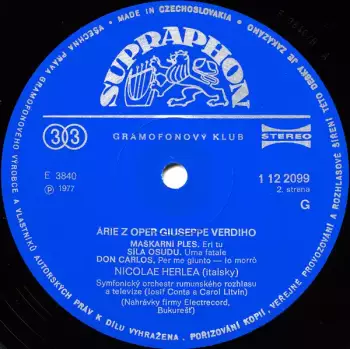 MADE IN CZECHOSLOVAKIA
VŠECHNA PRÁVA GRAMOFONOVÉHO VÝROBCE A VLASTNÍKŮ AUTORSKÝCH PRÁV K DÍLU VYHRAŽENA. POŘIZOVÁNÍ KOPIÍ, VEŘEJNÉ PROVOZOVÁNÍ A ROZHLASOVÉ ŠÍŘENÍ TÉTO DESKY JE ZAKÁZÁNO.
SUPRAPHON
33
GRAMOFONOVÝ KLUB
STEREO
E 3840
Ⓟ 1977
1 12 2099
2. strana
G
ÁRIE Z OPER GIUSEPPE VERDIHO
MAŠKARNÍ PLES. Eri tu
SÍLA OSUDU. Urna fatale
DON CARLOS. Per me giunto — Io morrò
NICOLAE HERLEA (italsky)
Symfonický orchestr rumunského rozhlasu
a televize (Iosif Conta a Carol Litvin)
(Nahrávky firmy Electrecord,
Bukurešť)